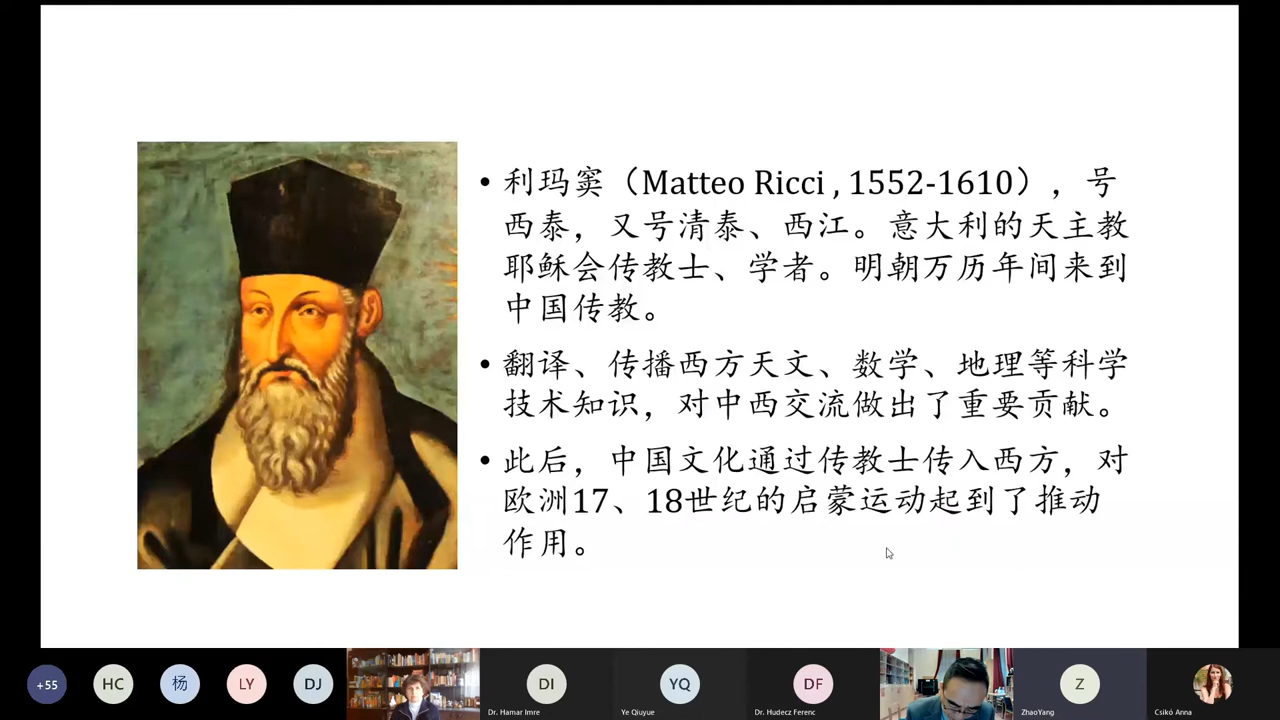 • 利玛窦（Matteo Ricci , 1552-1610），号
西泰，又号清泰、西江。意大利的天主教
耶稣会传教士、学者。明朝万历年间来到
中国传教。
• 翻译、传播西方天文、数学、地理等科学
技术知识，对中西交流做出了重要贡献。
• 此后，中国文化通过传教士传入西方，对
欧洲17、18世纪的启蒙运动起到了推动
作用。
+55
HC
杨
LY
DJ
DI
YQ
DF
Z
Dr. Hamar Imre
Ye Qiuyue
Dr. Hudecz Ferenc
ZhaoYang
Csikó Anna